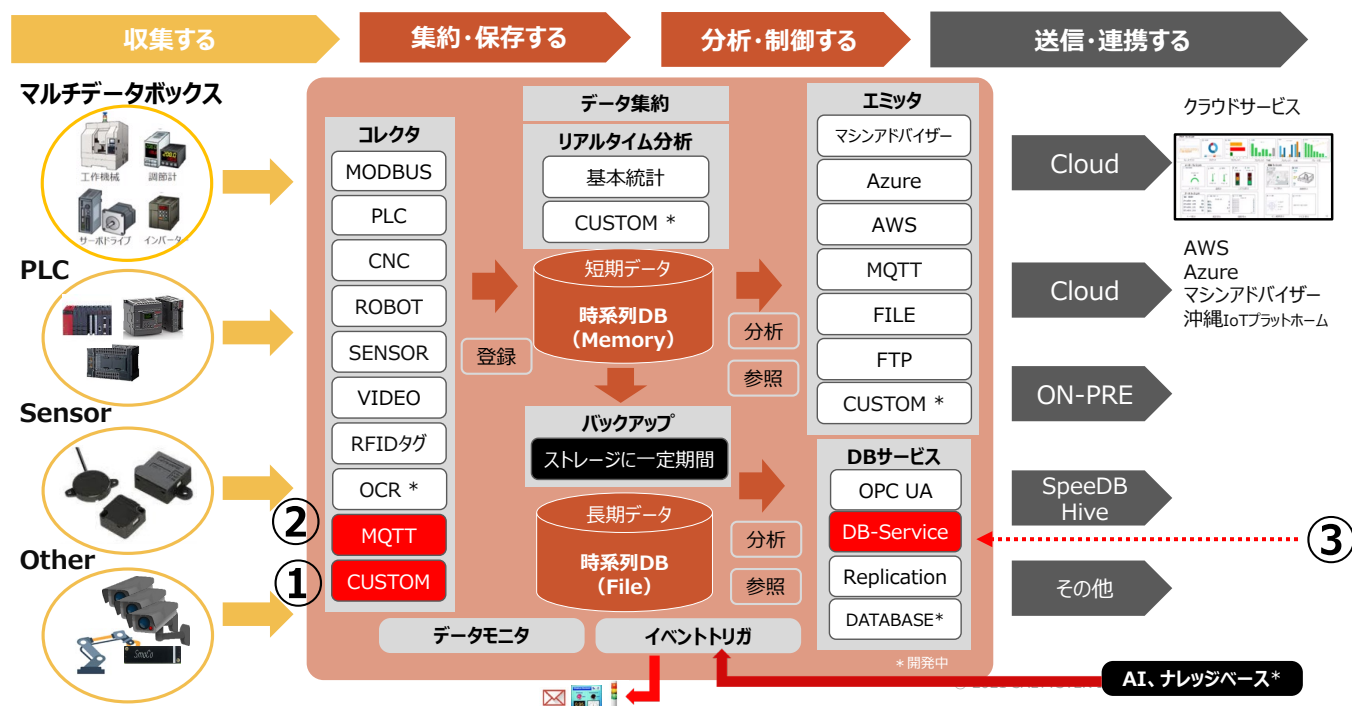 収集する
集約・保存する
分析・制御する
送信・連携する
マルチデータボックス
工作機械
調節計
サーボドライブ
インバーター
PLC
Sensor
Other
②
①
コレクタ
MODBUS
PLC
CNC
ROBOT
SENSOR
VIDEO
RFIDタグ
OCR *
MQTT
CUSTOM
登録
データ集約
リアルタイム分析
基本統計
CUSTOM *
短期データ
時系列DB
（Memory）
分析
参照
バックアップ
ストレージに一定期間
長期データ
時系列DB
（File）
分析
参照
データモニタ
イベントトリガ
エミッタ
マシンアドバイザー
Azure
AWS
MQTT
FILE
FTP
CUSTOM *
DBサービス
OPC UA
DB-Service
Replication
DATABASE*
*開発中
Cloud
Cloud
ON-PRE
SpeeDB
Hive
その他
クラウドサービス
AWS
Azure
マシンアドバイザー
沖縄IoTプラットホーム
③
AI、ナレッジベース*
SmaCo